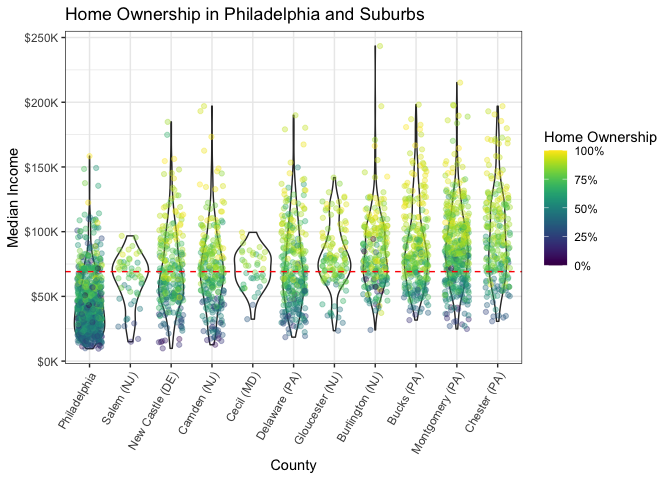 Home Ownership in Philadelphia and Suburbs
$250K
$200K
$150K
$100K
$50K
$0K
Median Income
Philadelphia
Salem (NJ)
New Castle (DE)
Camden (NJ)
Cecil (MD)
Delaware (PA)
Gloucester (NJ)
Burlington (NJ)
Bucks (PA)
Montgomery (PA)
Chester (PA)
County
Home Ownership
100%
75%
50%
25%
0%